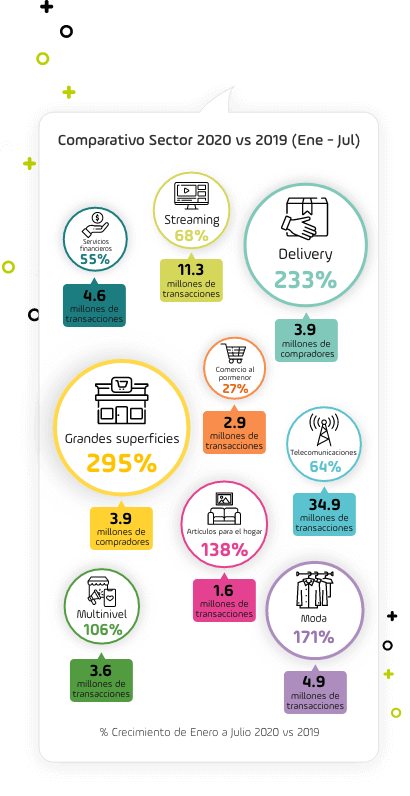 Comparativo Sector 2020 vs 2019 (Ene - Jul)
Servicios
financieros
55%
4.6
millones de
transacciones
Streaming
68%
11.3
millones de
transacciones
Delivery
233%
3.9
millones de
compradores
Comercio al
pormenor
27%
2.9
millones de
transacciones
Grandes superficies
295%
3.9
millones de
compradores
Telecomunicaciones
64%
34.9
millones de
transacciones
Artículos para el hogar
138%
1.6
millones de
transacciones
Multinivel
106%
3.6
millones de
transacciones
Moda
171%
4.9
millones de
transacciones
% Crecimiento de Enero a Julio 2020 vs 2019